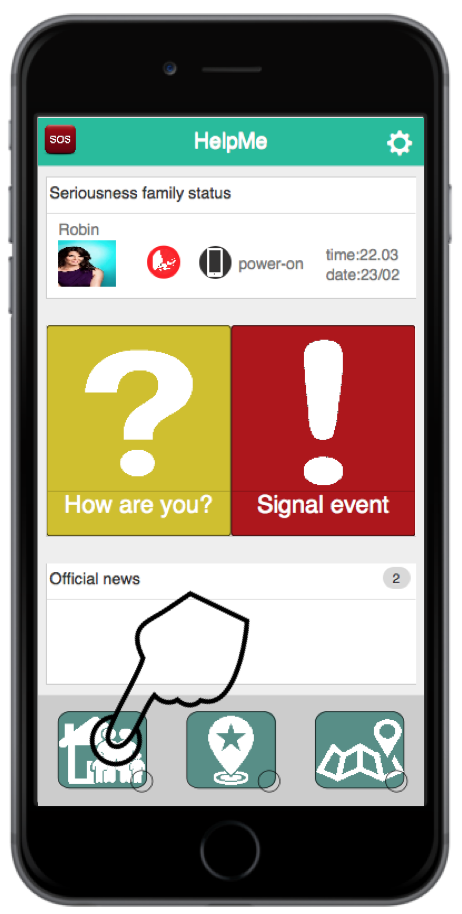 SOS
HelpMe
Seriousness family status
Robin
power-on
time:22.03
date:23/02
How are you?
Signal event
Official news
2